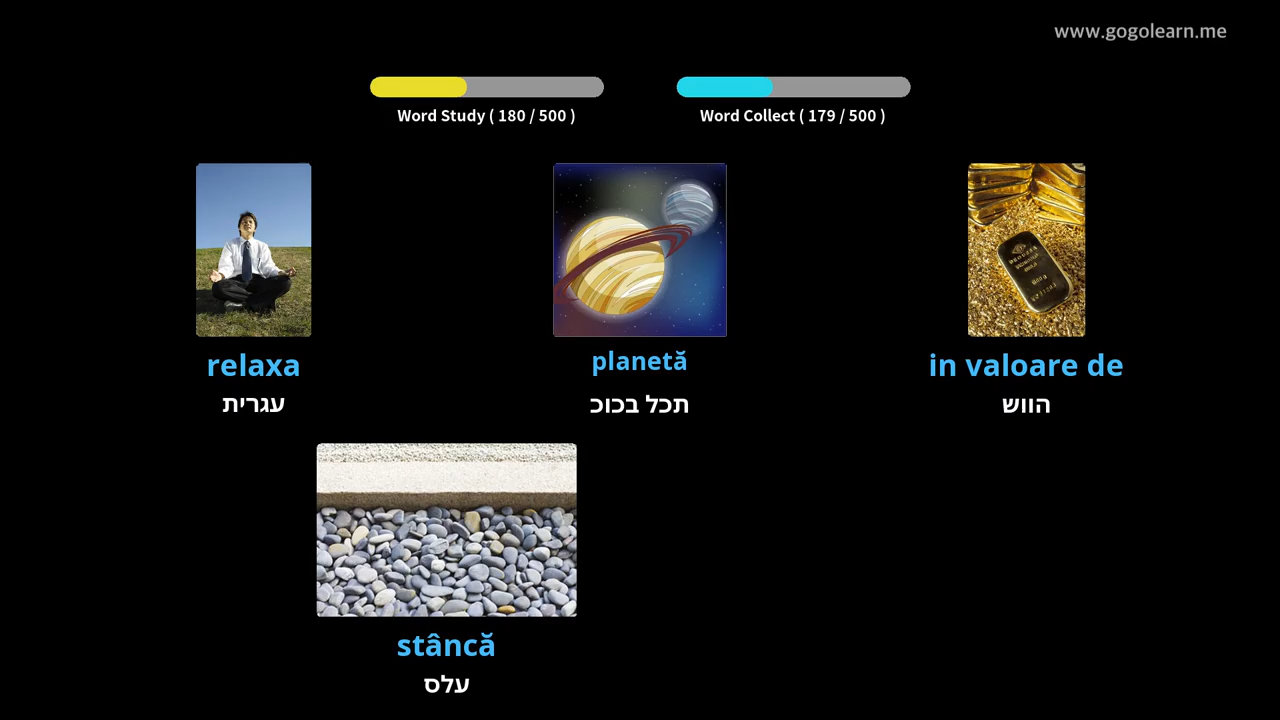 www.gogolearn.me
Word Study ( 180 / 500 )
Word Collect ( 179 / 500 )
relaxa
עגרית
planetă
תכל בכוכ
in valoare de
הווש
stâncă
עלס